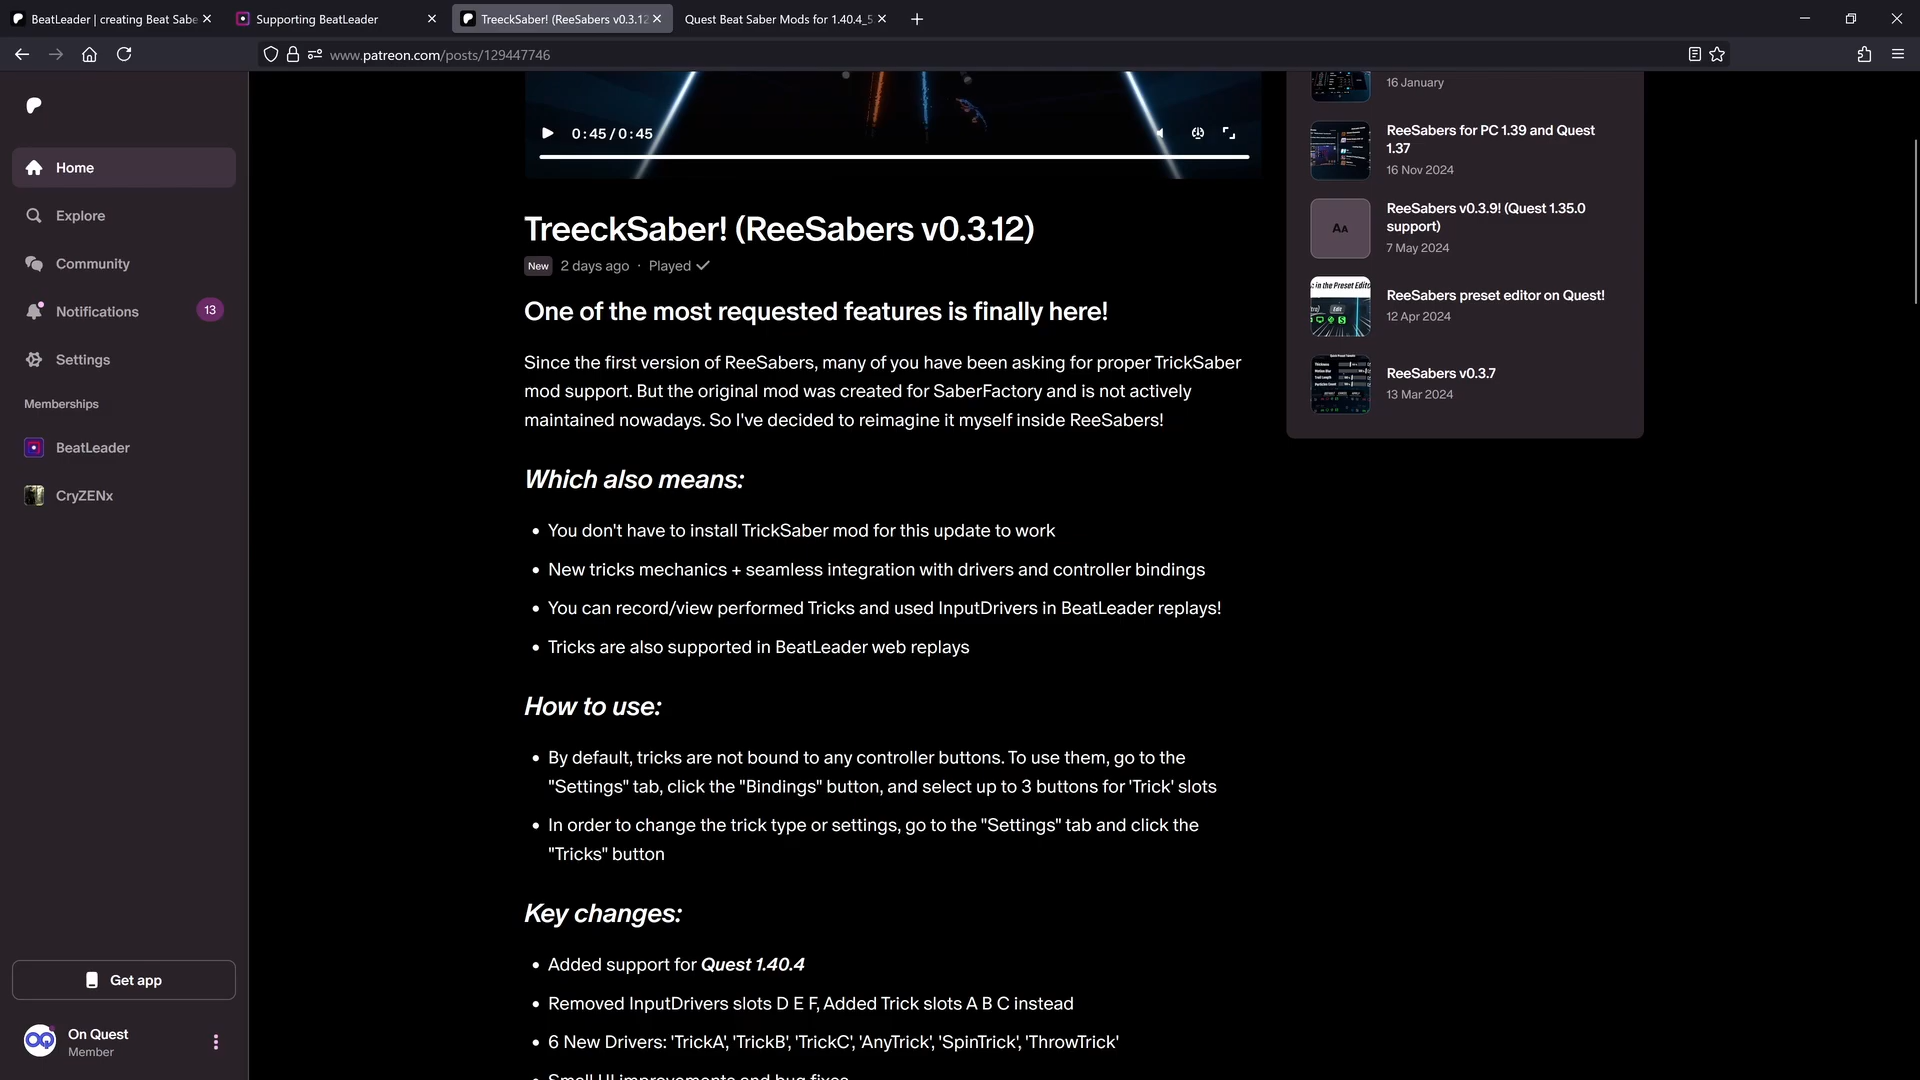 BeatLeader | creating Beat Sabe
Supporting BeatLeader
TreeckSaber! (ReeSabers v0.3.12
Quest Beat Saber Mods for 1.40.4_5
www.patreon.com/posts/129447746
Home
Explore
Community
Notifications
13
Settings
Memberships
BeatLeader
CryZENx
Get app
On Quest
Member
0:45 / 0:45
TreeckSaber! (ReeSabers v0.3.12)
New 2 days ago · Played
One of the most requested features is finally here!
Since the first version of ReeSabers, many of you have been asking for proper TrickSaber
mod support. But the original mod was created for SaberFactory and is not actively
maintained nowadays. So I've decided to reimagine it myself inside ReeSabers!
Which also means:
• You don't have to install TrickSaber mod for this update to work
• New tricks mechanics + seamless integration with drivers and controller bindings
• You can record/view performed Tricks and used InputDrivers in BeatLeader replays!
• Tricks are also supported in BeatLeader web replays
How to use:
• By default, tricks are not bound to any controller buttons. To use them, go to the
"Settings" tab, click the "Bindings" button, and select up to 3 buttons for 'Trick' slots
• In order to change the trick type or settings, go to the "Settings" tab and click the
"Tricks" button
Key changes:
• Added support for Quest 1.40.4
• Removed InputDrivers slots D E F, Added Trick slots A B C instead
• 6 New Drivers: 'TrickA', 'TrickB', 'TrickC', 'AnyTrick', 'SpinTrick', 'ThrowTrick'
• Small UI improvements and bug fixes
16 January
ReeSabers for PC 1.39 and Quest
1.37
16 Nov 2024
AA
ReeSabers v0.3.9! (Quest 1.35.0
support)
7 May 2024
c in the Preset Edito
Edit
ReeSabers preset editor on Quest!
12 Apr 2024
ReeSabers v0.3.7
13 Mar 2024